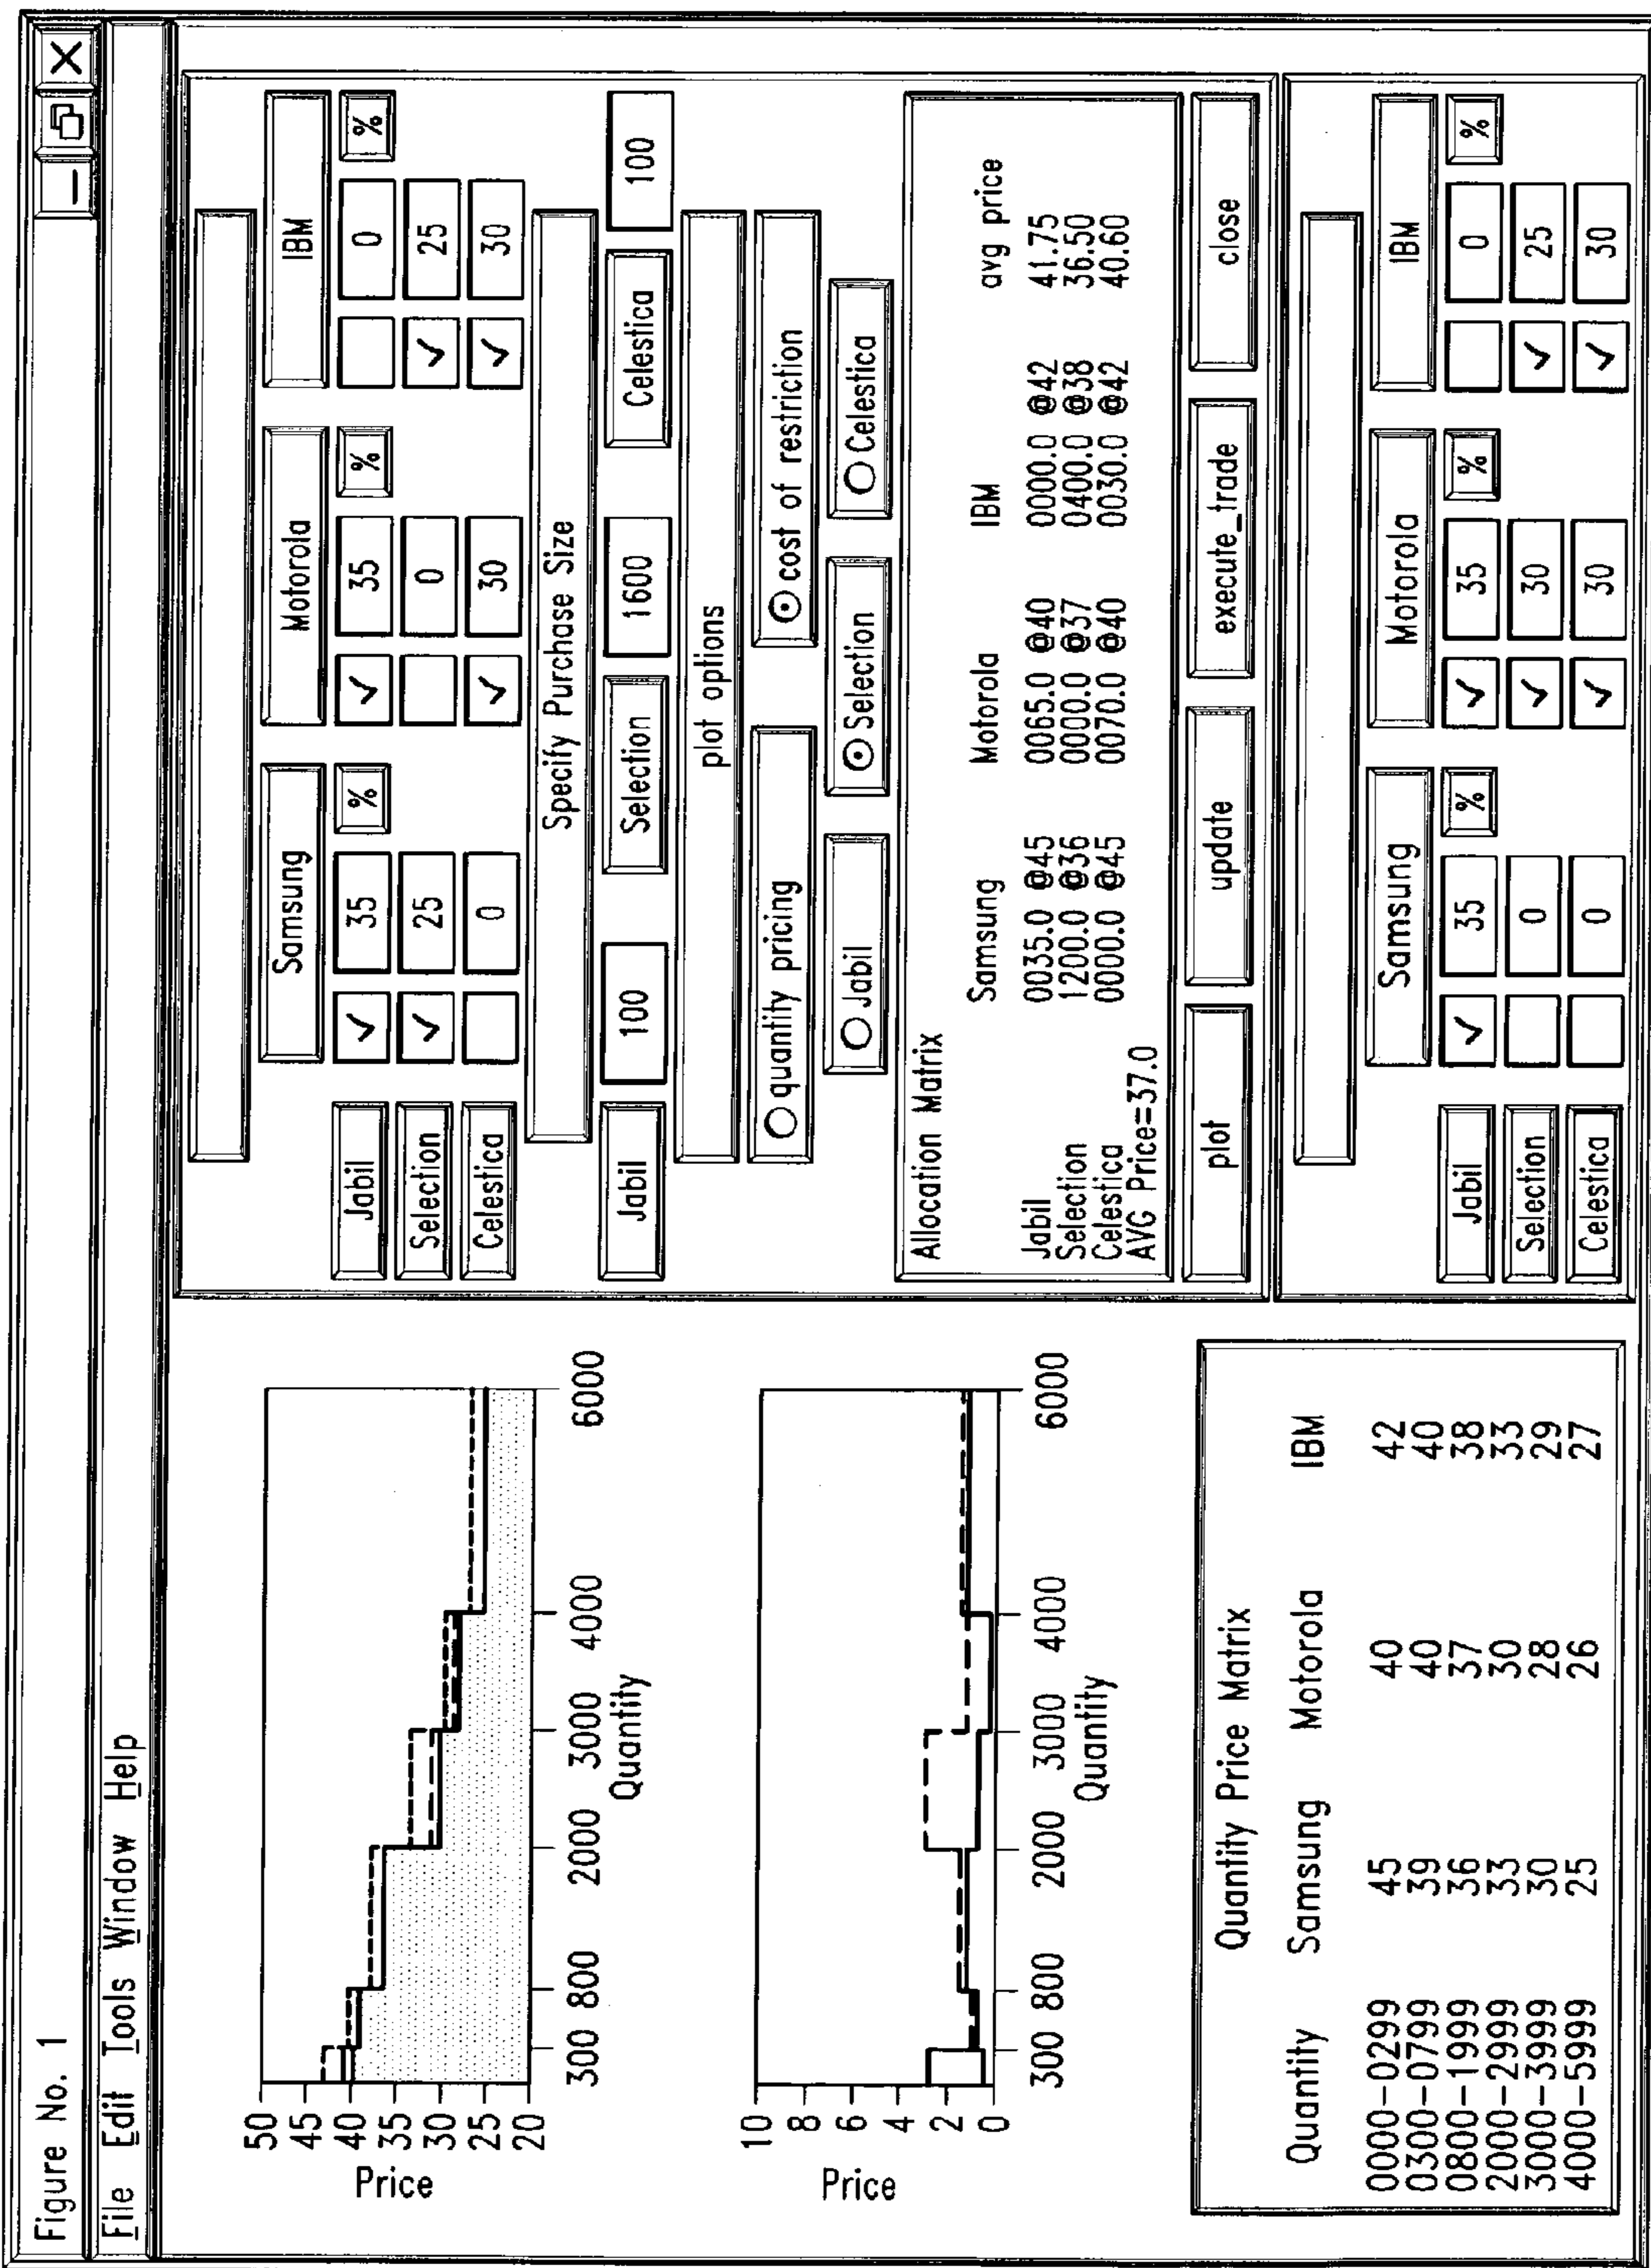 Figure No. 1
File Edit Tools Window Help
50
45
40
35
30
25
20
Price
300 800 2000 3000 4000 6000
Quantity
10
8
6
4
2
0
Price
300 800 2000 3000 4000 6000
Quantity
Quantity Price Matrix
Quantity Samsung Motorola IBM
0000-0299 45 40 42
0300-0799 39 40 40
0800-1999 36 37 38
2000-2999 33 30 33
3000-3999 30 28 29
4000-5999 25 26 27
Samsung Motorola IBM
% % %
Jabil 35 35 0
Selection 25 0 25
Celestica 0 30 30
Specify Purchase Size
Jabil 100 Selection 1600 Celestica 100
plot options
quantity pricing cost of restriction
Jabil Selection Celestica
Allocation Matrix
Samsung Motorola IBM avg price
Jabil 0035.0 @45 0065.0 @40 0000.0 @42 41.75
Selection 1200.0 @36 0000.0 @37 0400.0 @38 36.50
Celestica 0000.0 @45 0070.0 @40 0030.0 @42 40.60
AVG Price=37.0
plot update execute_trade close
Samsung Motorola IBM
% % %
Jabil 35 35 0
Selection 0 30 25
Celestica 0 30 30